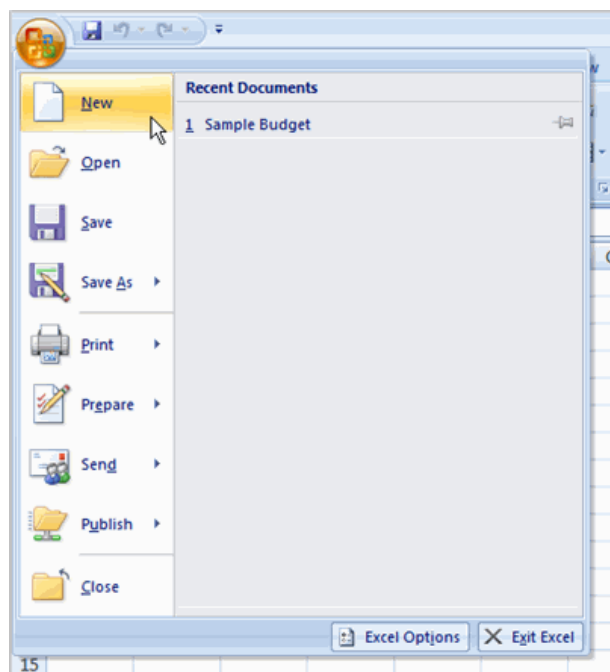 New
Open
Save
Save As
Print
Prepare
Send
Publish
Close
Recent Documents
1 Sample Budget
Excel Options
Exit Excel
15